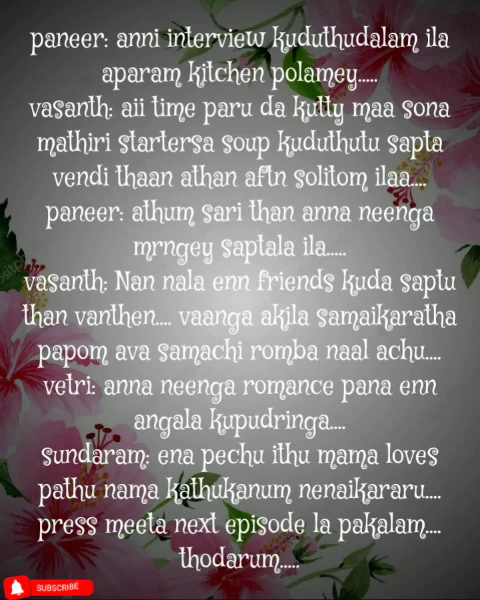 paneer: anni interview kuduthudalam ila
aparam kitchen polamey.....
vasanth: aii time paru da kutty maa sona
mathiri startersa soup kuduthutu sapta
vendi thaan athan aftn solitom ilaa....
paneer: athum sari than anna neenga
mrngey saptala ila.....
vasanth: Nan nala enn friends kuda saptu
than vanthen.... vaanga akila samaikaratha
papom ava samachi romba naal achu....
vetri: anna neenga romance pana enn
angala kupudringa....
sundaram: ena pechu ithu mama loves
pathu nama kathukanum nenaikararu....
press meeta next episode la pakalam....
thodarum.....
SUBSCRIBE